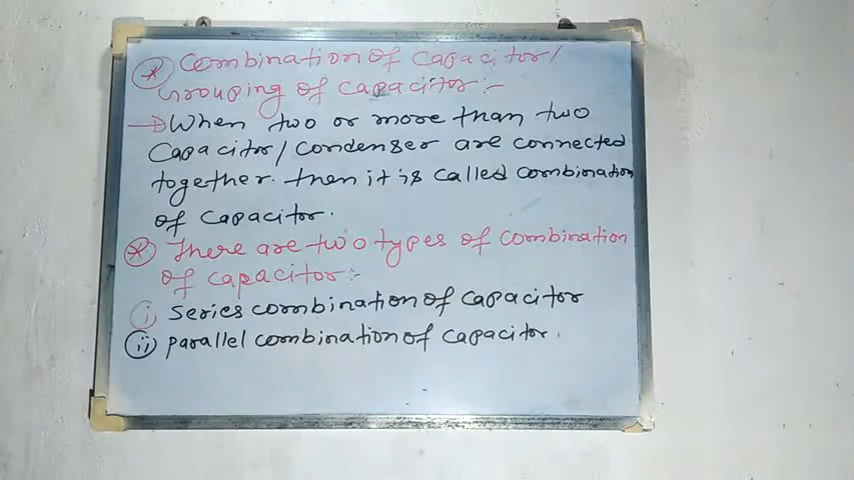 * Combination of capacitor/
Grouping of capacitor:-
→ When two or more than two
capacitor/condenser are connected
together. then it is called combination
of capacitor.
* There are two types of combination
of capacitor:-
i) series combination of capacitor
ii) parallel combination of capacitor.